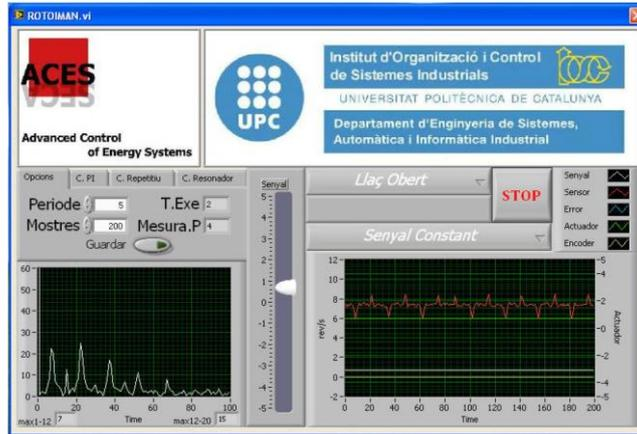 ROTOIMAN.vi
ACES
Advanced Control
of Energy Systems
UPC
Institut d'Organització i Control
de Sistemes Industrials
UNIVERSITAT POLITÈCNICA DE CATALUNYA
Departament d'Enginyeria de Sistemes,
Automàtica i Informàtica Industrial
Opcions C. PI C. Repetitiu C. Resonador
Periode 5 T.Exe 2
Mostres 200 Mesura.P 4
Guardar
60
50
40
30
20
10
0
0 20 40 60 80 100
max1-12 7 Time max12-20 15
Senyal
5
4
3
2
1
0
-1
-2
-3
-4
-5
Llaç Obert
STOP
Senyal Constant
Senyal
Sensor
Error
Actuador
Encoder
rev/s
12
10
8
6
4
2
0
-2
0 20 40 60 80 100 120 140 160 180 200
Time
-5
-4
-2
-0
-3
-4
-5
Actuador